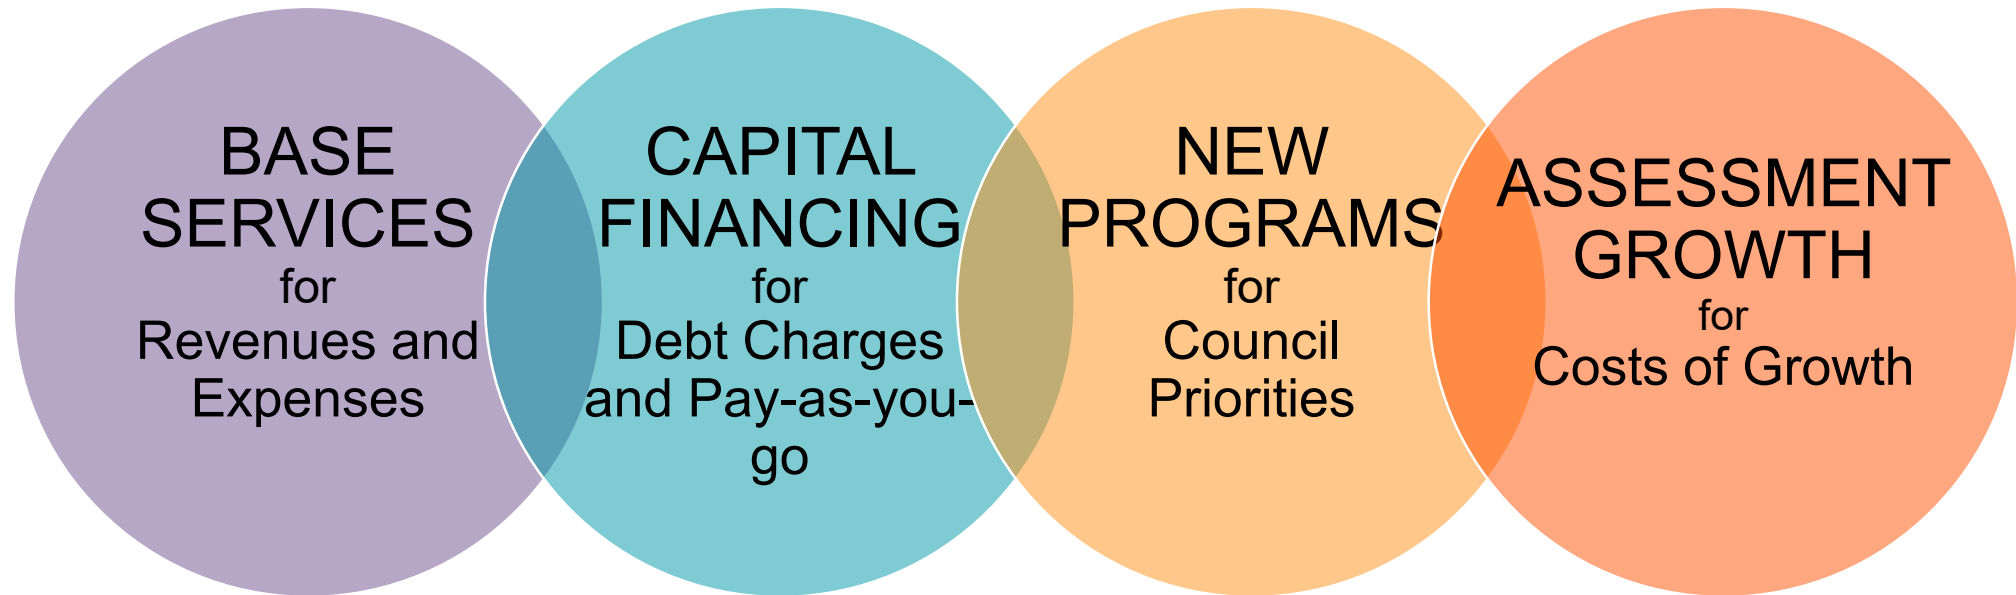 BASE
SERVICES
for
Revenues and
Expenses
CAPITAL
FINANCING
for
Debt Charges
and Pay-as-you-
go
NEW
PROGRAMS
for
Council
Priorities
ASSESSMENT
GROWTH
for
Costs of Growth